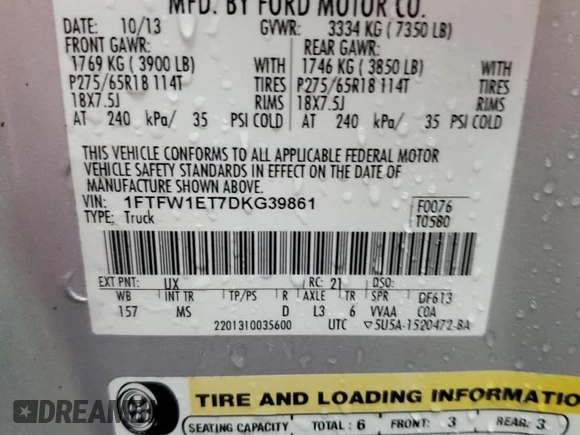 MFD. BY FORD MOTOR CO.
DATE: 10/13 GVWR: 3334 KG ( 7350 LB)
FRONT GAWR: REAR GAWR:
1769 KG ( 3900 LB) WITH 1746 KG ( 3850 LB) WITH
P275/65R18 114T TIRES P275/65R18 114T TIRES
18X7.5J RIMS 18X7.5J RIMS
AT 240 kPa/ 35 PSI COLD AT 240 kPa/ 35 PSI COLD
THIS VEHICLE CONFORMS TO ALL APPLICABLE FEDERAL MOTOR
VEHICLE SAFETY STANDARDS IN EFFECT ON THE DATE OF
MANUFACTURE SHOWN ABOVE.
VIN: 1FTFW1ET7DKG39861 F0076
TYPE: Truck T0580
EXT PNT: UX RC: 21 DSO:
WB INT TR TP/PS R AXLE TR SPR DF613
157 MS D L3 6 VVAA COA
2201310035600 UTC ▽5U5A-1520472-BA
TIRE AND LOADING INFORMATIO
SEATING CAPACITY TOTAL : 6 FRONT: 3 REAR: 3